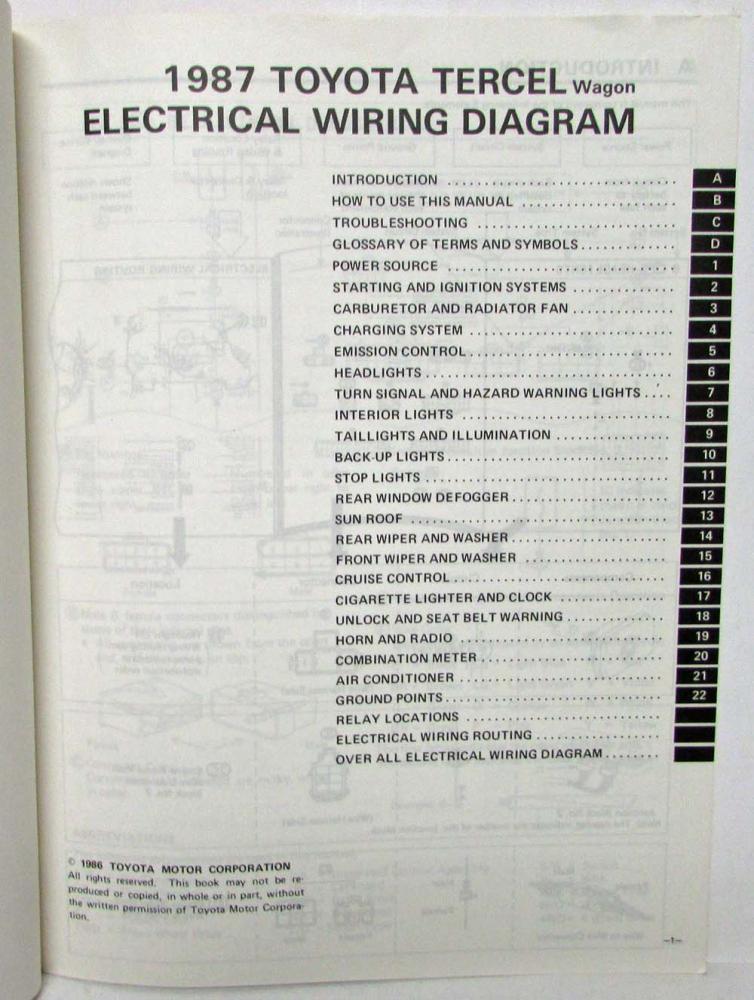 1987 TOYOTA TERCEL Wagon
ELECTRICAL WIRING DIAGRAM
INTRODUCTION . . . . . . . . . . . . . . . . . . . . . . . . . . . . . . A
HOW TO USE THIS MANUAL . . . . . . . . . . . . . . . . . . . . . B
TROUBLESHOOTING . . . . . . . . . . . . . . . . . . . . . . . . . . C
GLOSSARY OF TERMS AND SYMBOLS . . . . . . . . . . . . D
POWER SOURCE . . . . . . . . . . . . . . . . . . . . . . . . . . . . . 1
STARTING AND IGNITION SYSTEMS . . . . . . . . . . . . . 2
CARBURETOR AND RADIATOR FAN . . . . . . . . . . . . . 3
CHARGING SYSTEM . . . . . . . . . . . . . . . . . . . . . . . . . . 4
EMISSION CONTROL . . . . . . . . . . . . . . . . . . . . . . . . . . 5
HEADLIGHTS . . . . . . . . . . . . . . . . . . . . . . . . . . . . . . . 6
TURN SIGNAL AND HAZARD WARNING LIGHTS . . . . 7
INTERIOR LIGHTS . . . . . . . . . . . . . . . . . . . . . . . . . . . 8
TAILLIGHTS AND ILLUMINATION . . . . . . . . . . . . . . . 9
BACK-UP LIGHTS . . . . . . . . . . . . . . . . . . . . . . . . . . . . 10
STOP LIGHTS . . . . . . . . . . . . . . . . . . . . . . . . . . . . . . . 11
REAR WINDOW DEFOGGER . . . . . . . . . . . . . . . . . . . . 12
SUN ROOF . . . . . . . . . . . . . . . . . . . . . . . . . . . . . . . . . 13
REAR WIPER AND WASHER . . . . . . . . . . . . . . . . . . . . 14
FRONT WIPER AND WASHER . . . . . . . . . . . . . . . . . . 15
CRUISE CONTROL . . . . . . . . . . . . . . . . . . . . . . . . . . . 16
CIGARETTE LIGHTER AND CLOCK . . . . . . . . . . . . . . 17
UNLOCK AND SEAT BELT WARNING . . . . . . . . . . . . . 18
HORN AND RADIO . . . . . . . . . . . . . . . . . . . . . . . . . . . 19
COMBINATION METER . . . . . . . . . . . . . . . . . . . . . . . . 20
AIR CONDITIONER . . . . . . . . . . . . . . . . . . . . . . . . . . . 21
GROUND POINTS . . . . . . . . . . . . . . . . . . . . . . . . . . . . 22
RELAY LOCATIONS . . . . . . . . . . . . . . . . . . . . . . . . . .
ELECTRICAL WIRING ROUTING . . . . . . . . . . . . . . . . .
OVER ALL ELECTRICAL WIRING DIAGRAM . . . . . . . .
© 1986 TOYOTA MOTOR CORPORATION
All rights reserved. This book may not be re-
produced or copied, in whole or in part, without
the written permission of Toyota Motor Corpora-
tion.
—1—